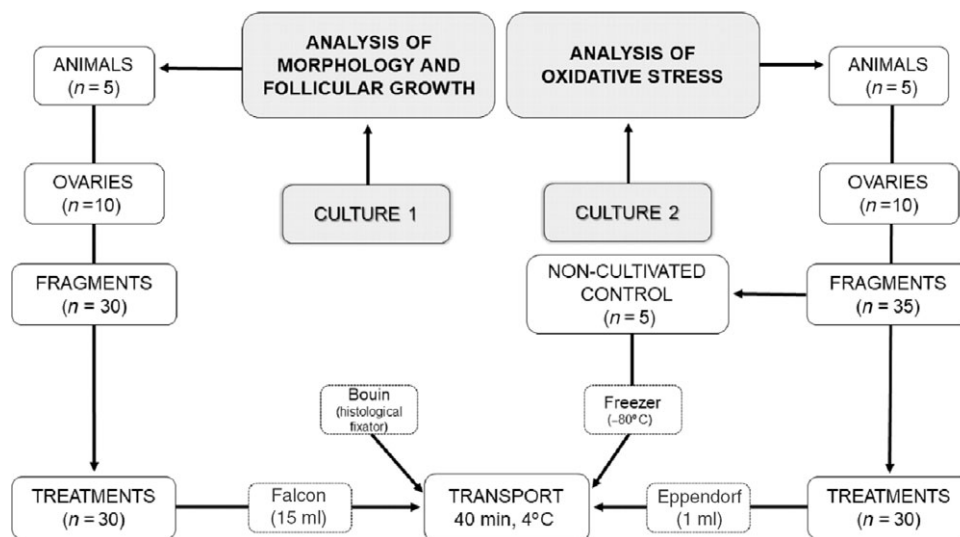 ANALYSIS OF
MORPHOLOGY AND
FOLLICULAR GROWTH
ANALYSIS OF
OXIDATIVE STRESS
ANIMALS
(n = 5)
ANIMALS
(n = 5)
OVARIES
(n=10)
CULTURE 1
CULTURE 2
OVARIES
(n=10)
FRAGMENTS
(n = 30)
NON-CULTIVATED
CONTROL
(n = 5)
FRAGMENTS
(n = 35)
Bouin
(histological
fixator)
Freezer
(–80°C)
TREATMENTS
(n = 30)
Falcon
(15 ml)
TRANSPORT
40 min, 4°C
Eppendorf
(1 ml)
TREATMENTS
(n = 30)